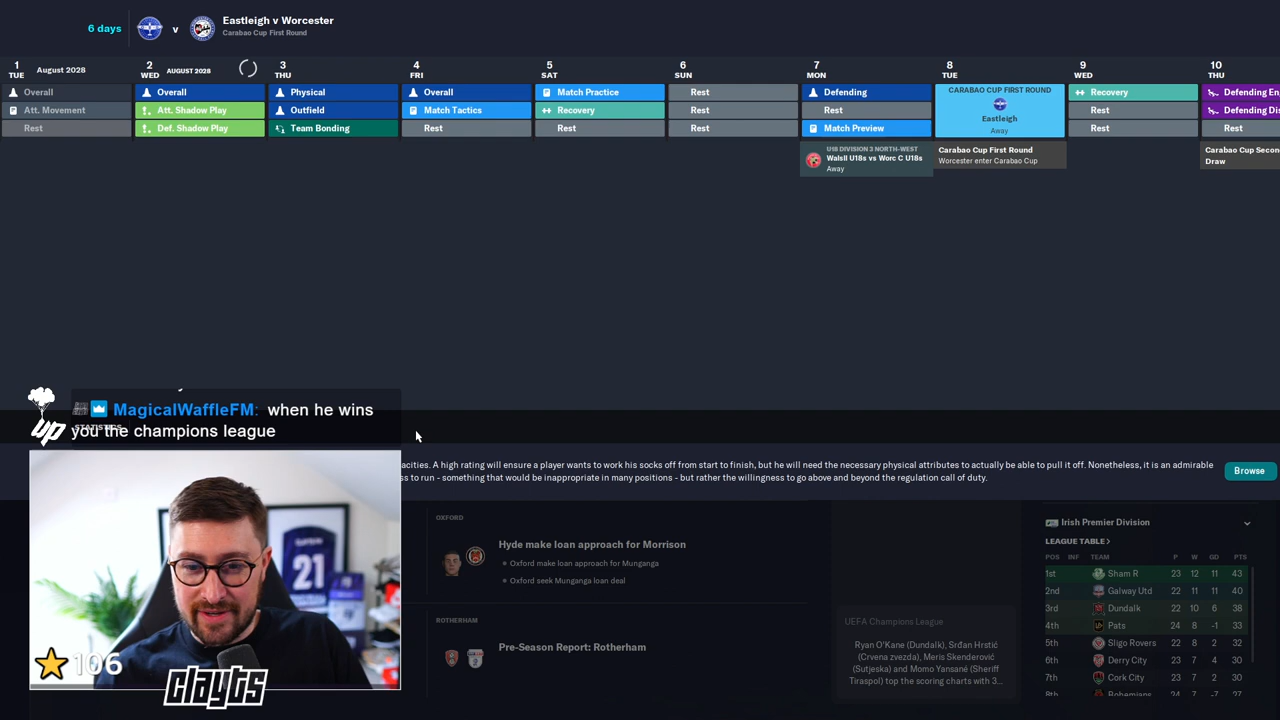 6 days
v
Eastleigh v Worcester
Carabao Cup First Round
1
TUE
August 2028
2
WED
AUGUST 2028
3
THU
4
FRI
5
SAT
6
SUN
7
MON
8
TUE
9
WED
10
THU
Overall
Att. Movement
Rest
Overall
Att. Shadow Play
Def. Shadow Play
Physical
Outfield
Team Bonding
Overall
Match Tactics
Rest
Match Practice
Recovery
Rest
Rest
Rest
Rest
Defending
Rest
Match Preview
U18 DIVISION 3 NORTH-WEST
Walsll U18s vs Worc C U18s
Away
CARABAO CUP FIRST ROUND
Eastleigh
Away
Carabao Cup First Round
Worcester enter Carabao Cup
Recovery
Rest
Rest
Defending En
Defending Dis
Rest
Carabao Cup Secon
Draw
MagicalWaffleFM: when he wins
you the champions league
up
STATISTICS
acities. A high rating will ensure a player wants to work his socks off from start to finish, but he will need the necessary physical attributes to actually be able to pull it off. Nonetheless, it is an admirable
ss to run - something that would be inappropriate in many positions - but rather the willingness to go above and beyond the regulation call of duty.
Browse
OXFORD
Hyde make loan approach for Morrison
Oxford make loan approach for Munganga
Oxford seek Munganga loan deal
ROTHERHAM
Pre-Season Report: Rotherham
UEFA Champions League
Ryan O'Kane (Dundalk), Srđan Hrstić
(Crvena zvezda), Meris Skenderović
(Sutjeska) and Momo Yansané (Sheriff
Tiraspol) top the scoring charts with 3...
Irish Premier Division
LEAGUE TABLE >
POS INF TEAM P W GD PTS
1st Sham R 23 12 11 43
2nd Galway Utd 22 11 11 40
3rd Dundalk 22 10 6 38
4th Pats 24 8 -1 33
5th Sligo Rovers 22 8 2 32
6th Derry City 23 7 4 30
7th Cork City 23 7 2 30
8th Bohemians 24 7 -7 27
21
106
clayts